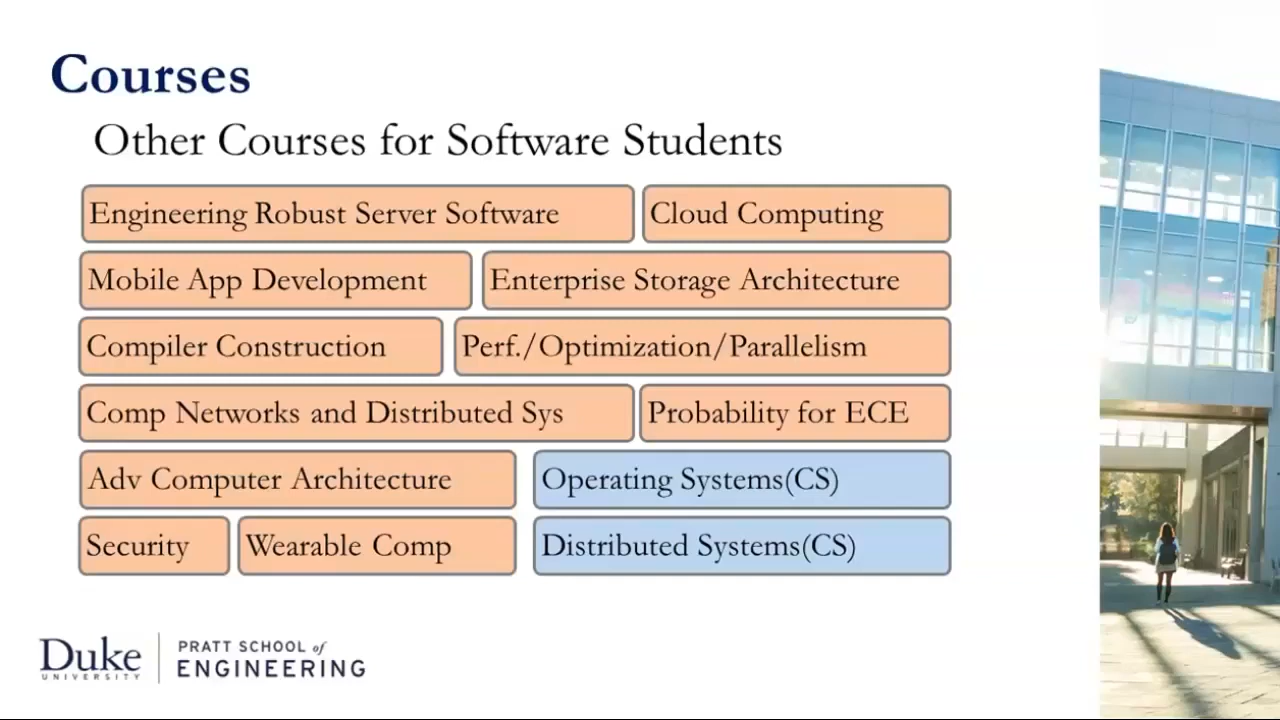 Courses
Other Courses for Software Students
Engineering Robust Server Software
Cloud Computing
Mobile App Development
Enterprise Storage Architecture
Compiler Construction
Perf./Optimization/Parallelism
Comp Networks and Distributed Sys
Probability for ECE
Adv Computer Architecture
Operating Systems(CS)
Security
Wearable Comp
Distributed Systems(CS)
Duke
UNIVERSITY
PRATT SCHOOL of
ENGINEERING